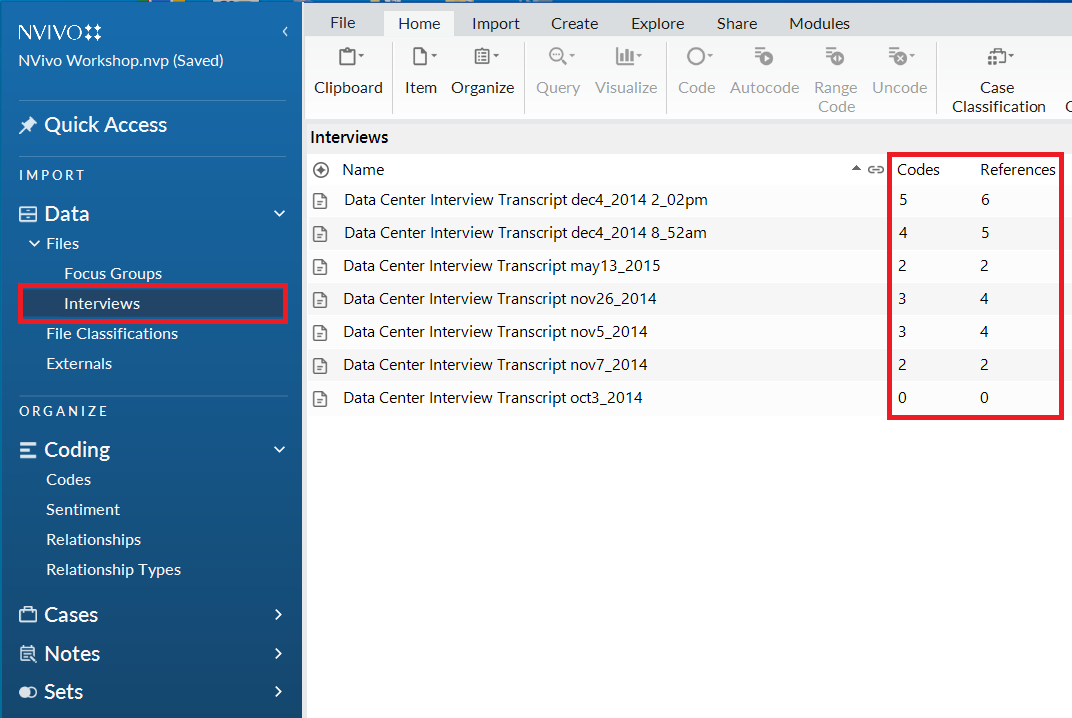 NVIVO
NVivo Workshop.nvp (Saved)
Quick Access
IMPORT
Data
Files
Focus Groups
Interviews
File Classifications
Externals
ORGANIZE
Coding
Codes
Sentiment
Relationships
Relationship Types
Cases
Notes
Sets
File Home Import Create Explore Share Modules
Clipboard Item Organize Query Visualize Code Autocode Range Code Uncode Case Classification
Interviews
Name Codes References
Data Center Interview Transcript dec4_2014 2_02pm 5 6
Data Center Interview Transcript dec4_2014 8_52am 4 5
Data Center Interview Transcript may13_2015 2 2
Data Center Interview Transcript nov26_2014 3 4
Data Center Interview Transcript nov5_2014 3 4
Data Center Interview Transcript nov7_2014 2 2
Data Center Interview Transcript oct3_2014 0 0